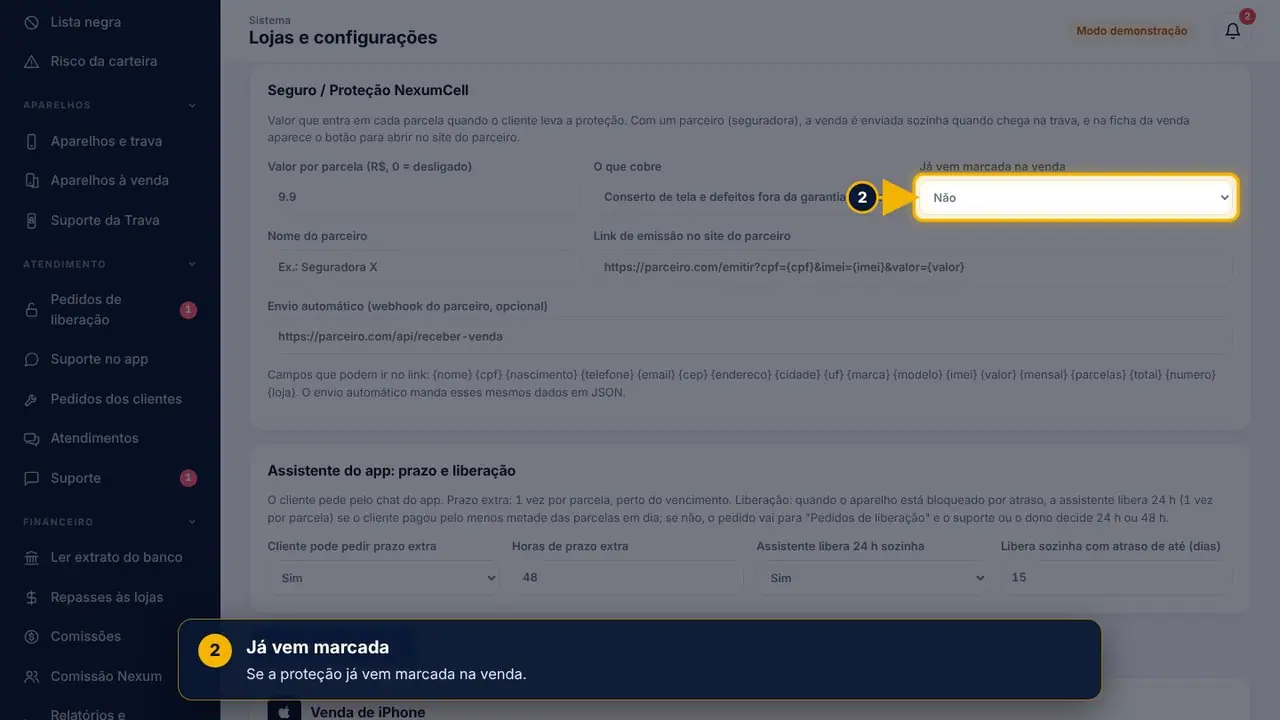 Lista negra
Risco da carteira
APARELHOS
Aparelhos e trava
Aparelhos à venda
Suporte da Trava
ATENDIMENTO
Pedidos de
liberação
1
Suporte no app
Pedidos dos clientes
Atendimentos
Suporte
1
FINANCEIRO
Ler extrato do banco
Repasses às lojas
Comissões
Comissão Nexum
Relatórios e
Sistema
Lojas e configurações
Modo demonstração
2
Seguro / Proteção NexumCell
Valor que entra em cada parcela quando o cliente leva a proteção. Com um parceiro (seguradora), a venda é enviada sozinha quando chega na trava, e na ficha da venda
aparece o botão para abrir no site do parceiro.
Valor por parcela (R$, 0 = desligado)
O que cobre
Já vem marcada na venda
9.9
Conserto de tela e defeitos fora da garantia
2
Não
Nome do parceiro
Link de emissão no site do parceiro
Ex.: Seguradora X
https://parceiro.com/emitir?cpf={cpf}&imei={imei}&valor={valor}
Envio automático (webhook do parceiro, opcional)
https://parceiro.com/api/receber-venda
Campos que podem ir no link: {nome} {cpf} {nascimento} {telefone} {email} {cep} {endereco} {cidade} {uf} {marca} {modelo} {imei} {valor} {mensal} {parcelas} {total} {numero}
{loja}. O envio automático manda esses mesmos dados em JSON.
Assistente do app: prazo e liberação
O cliente pede pelo chat do app. Prazo extra: 1 vez por parcela, perto do vencimento. Liberação: quando o aparelho está bloqueado por atraso, a assistente libera 24 h (1 vez
por parcela) se o cliente pagou pelo menos metade das parcelas em dia; se não, o pedido vai para "Pedidos de liberação" e o suporte ou o dono decide 24 h ou 48 h.
Cliente pode pedir prazo extra
Horas de prazo extra
Assistente libera 24 h sozinha
Libera sozinha com atraso de até (dias)
Sim
48
Sim
15
2
Já vem marcada
Se a proteção já vem marcada na venda.
Venda de iPhone